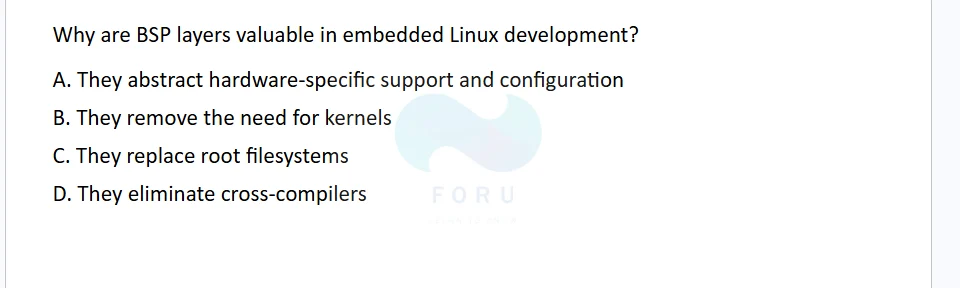 Why are BSP layers valuable in embedded Linux development?
A. They abstract hardware-specific support and configuration
B. They remove the need for kernels
C. They replace root filesystems
D. They eliminate cross-compilers
FORU